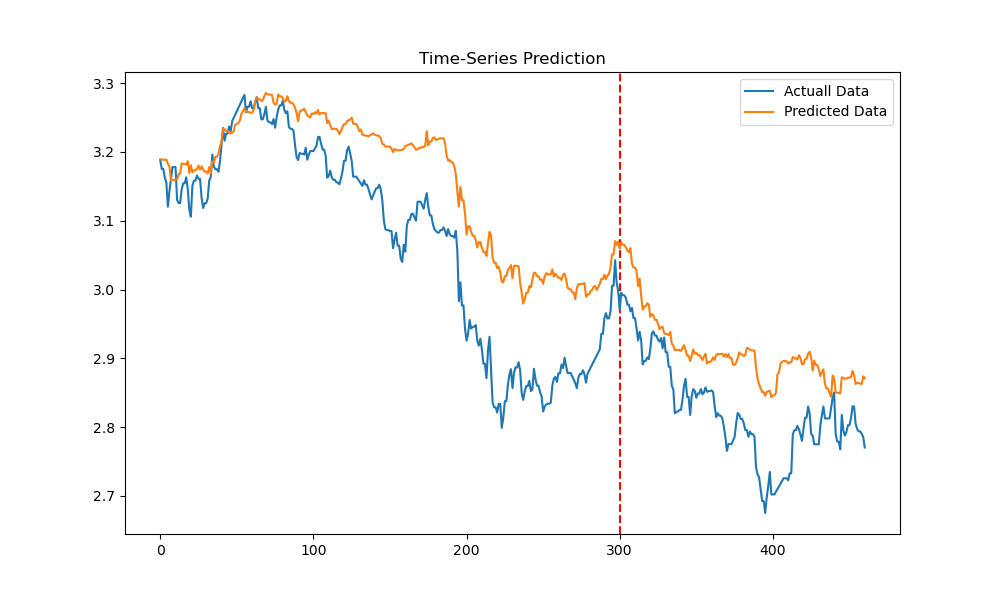 Time-Series Prediction
Actuall Data
Predicted Data
3.3
3.2
3.1
3.0
2.9
2.8
2.7
0 100 200 300 400